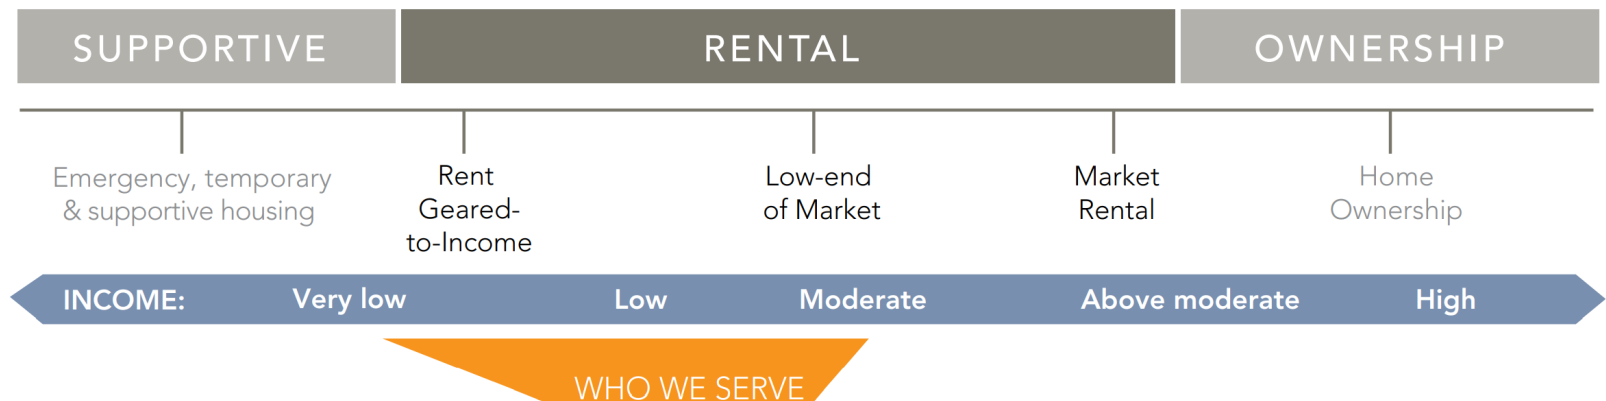 SUPPORTIVE
RENTAL
OWNERSHIP
Emergency, temporary
& supportive housing
Rent
Geared-
to-Income
Low-end
of Market
Market
Rental
Home
Ownership
INCOME:
Very low
Low
Moderate
Above moderate
High
WHO WE SERVE